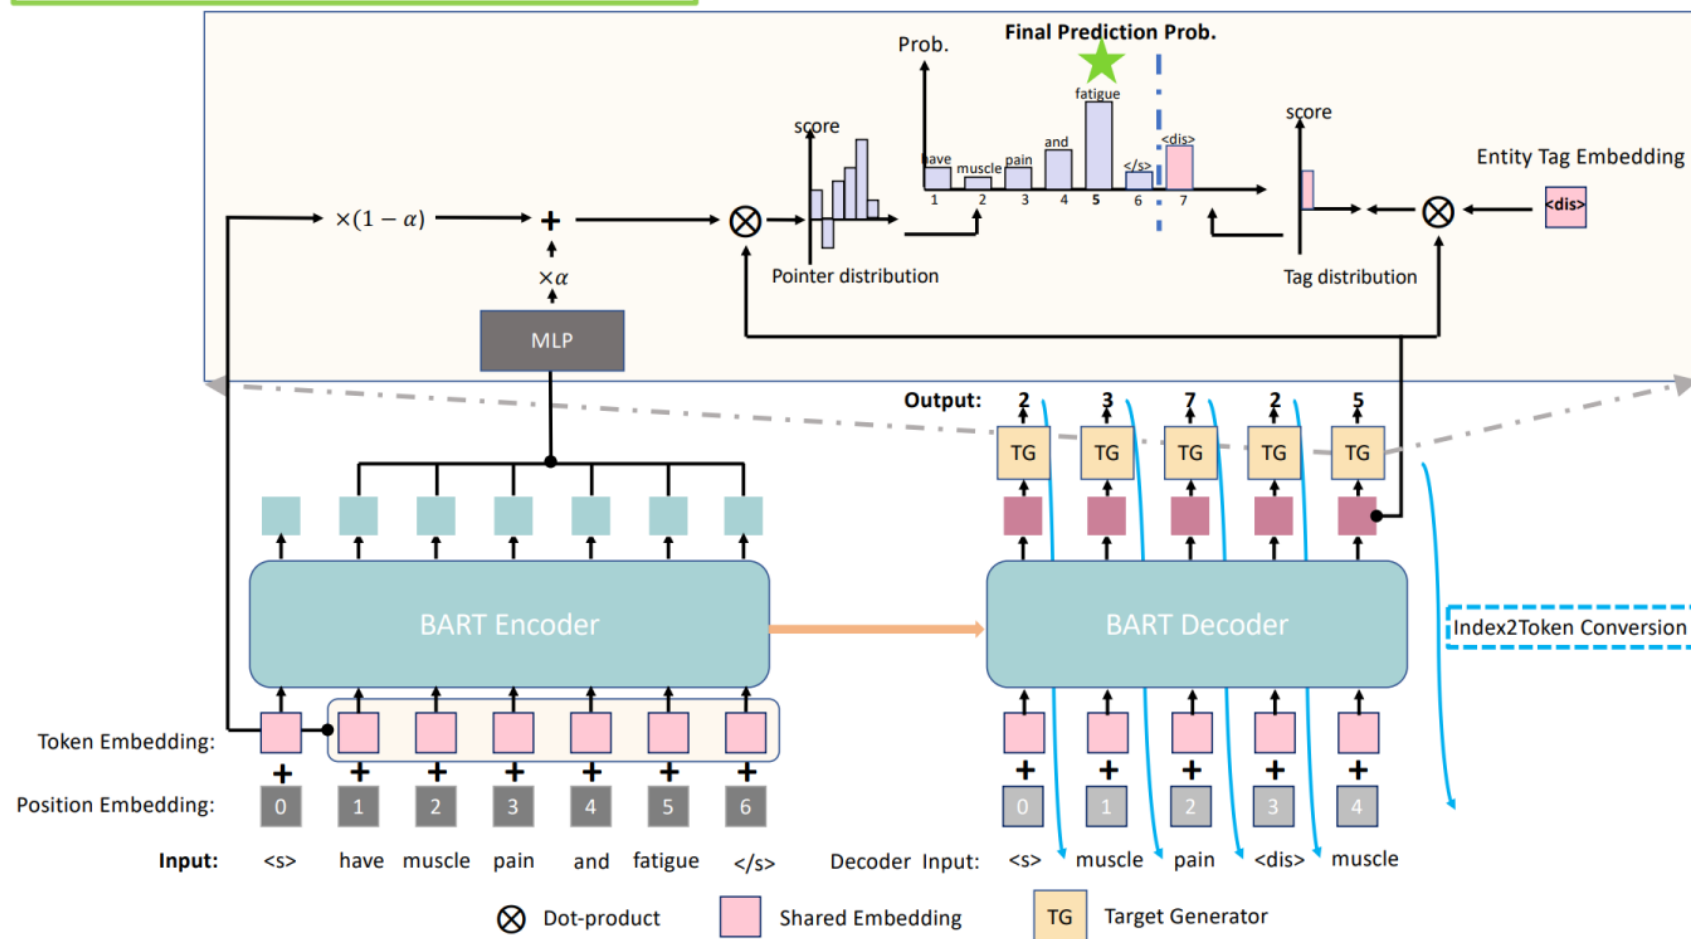 Final Prediction Prob.
Prob.
fatigue
score
score
and
<dis>
have
muscle
pain
</s>
Entity Tag Embedding
1 2 3 4 5 6 7
<dis>
×(1 − α)
+
Pointer distribution
Tag distribution
×α
MLP
Output: 2 3 7 2 5
TG TG TG TG TG
BART Encoder
BART Decoder
Index2Token Conversion
Token Embedding:
+ + + + + + +
+ + + + +
Position Embedding: 0 1 2 3 4 5 6
0 1 2 3 4
Input: <s> have muscle pain and fatigue </s>
Decoder Input: <s> muscle pain <dis> muscle
Dot-product
Shared Embedding
TG Target Generator